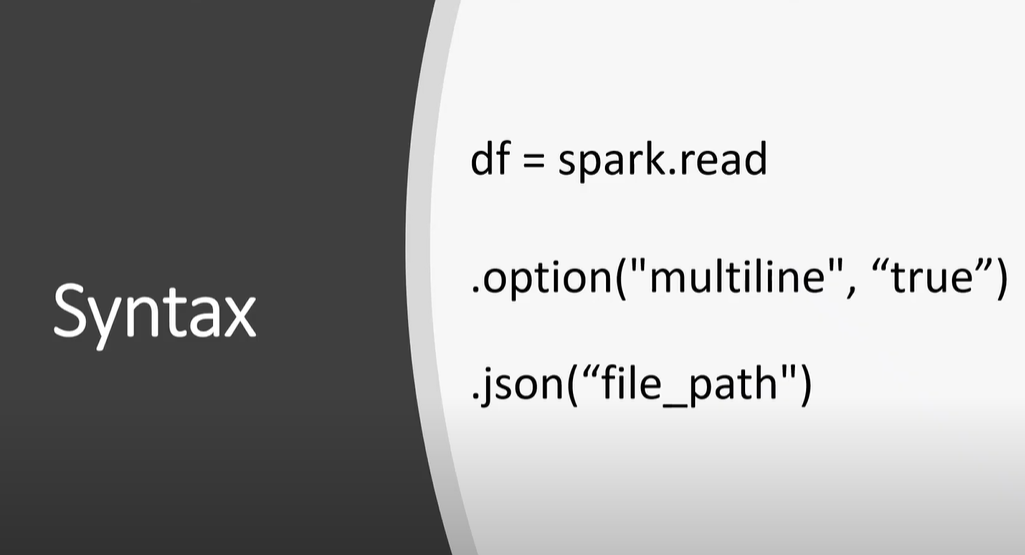 Syntax
df = spark.read
.option("multiline", “true”)
.json(“file_path")